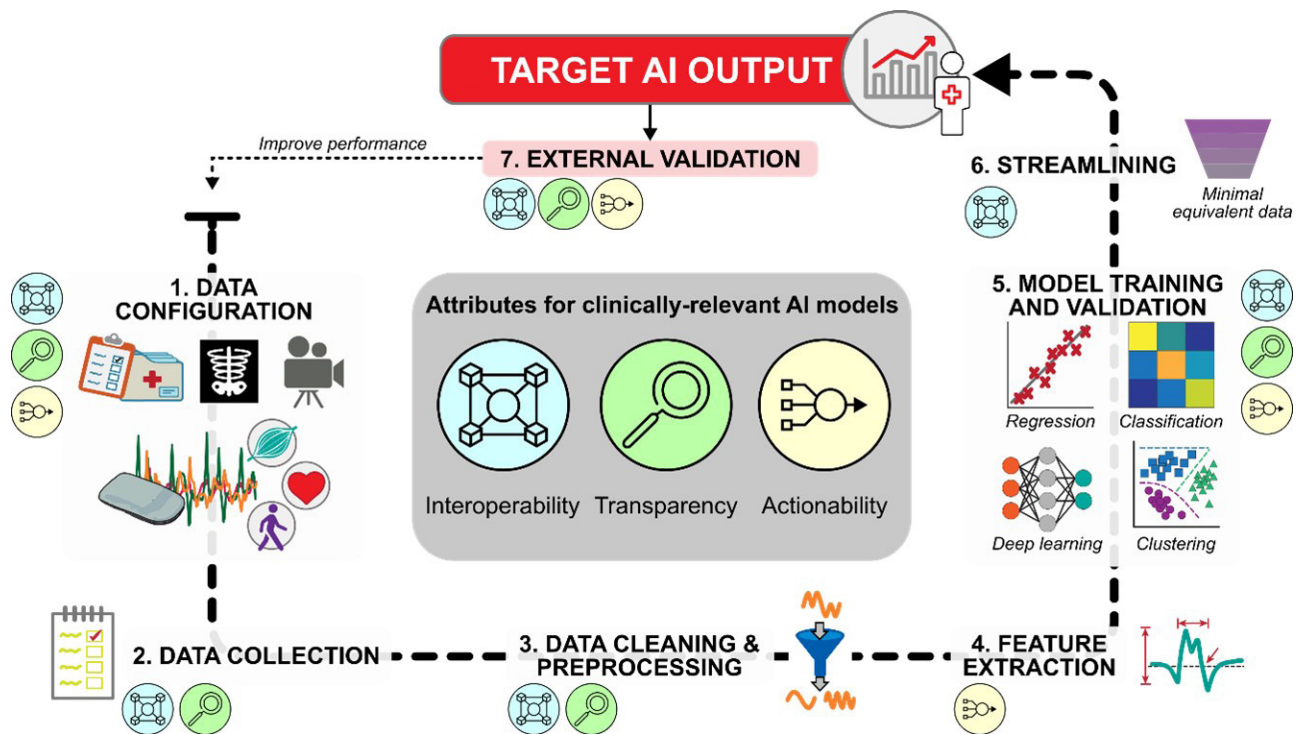 TARGET AI OUTPUT
Improve performance
7. EXTERNAL VALIDATION
6. STREAMLINING
Minimal
equivalent data
1. DATA
CONFIGURATION
Attributes for clinically-relevant AI models
Interoperability
Transparency
Actionability
5. MODEL TRAINING
AND VALIDATION
Regression
Classification
Deep learning
Clustering
2. DATA COLLECTION
3. DATA CLEANING &
PREPROCESSING
4. FEATURE
EXTRACTION